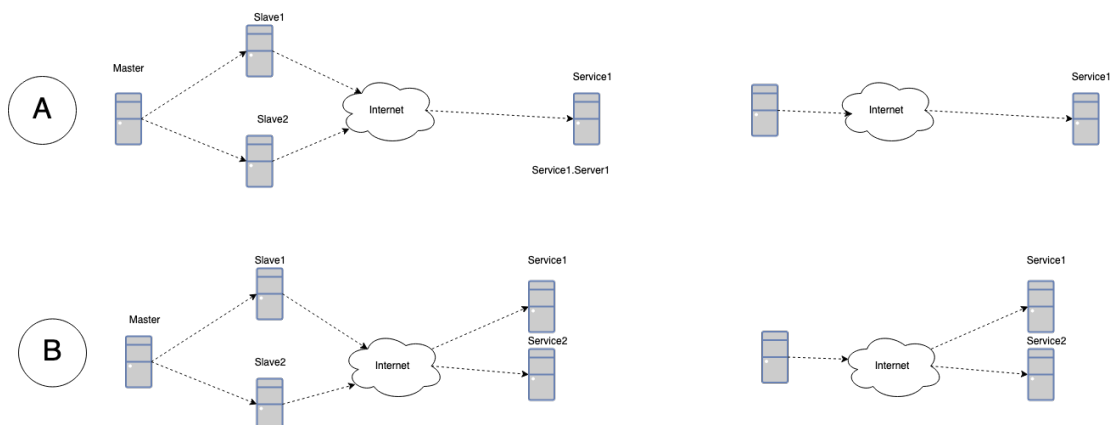 Slave1
Master
Service1
Service1
A
Internet
Internet
Slave2
Service1.Server1
Slave1
Service1
Service1
Master
B
Service2
Service2
Internet
Internet
Slave2